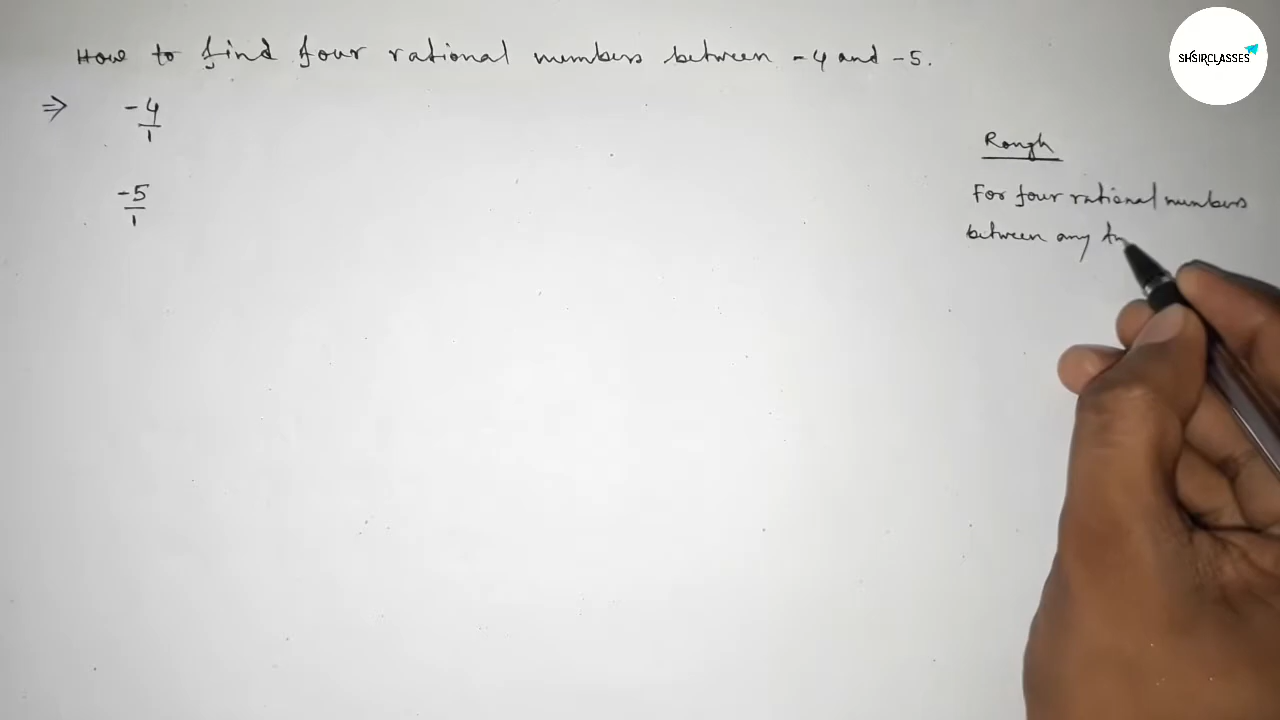 How to find four rational numbers between -4 and -5.
⇒ -4/1
-5/1
Rough
For four rational numbers
between any
SHSIRCLASSES